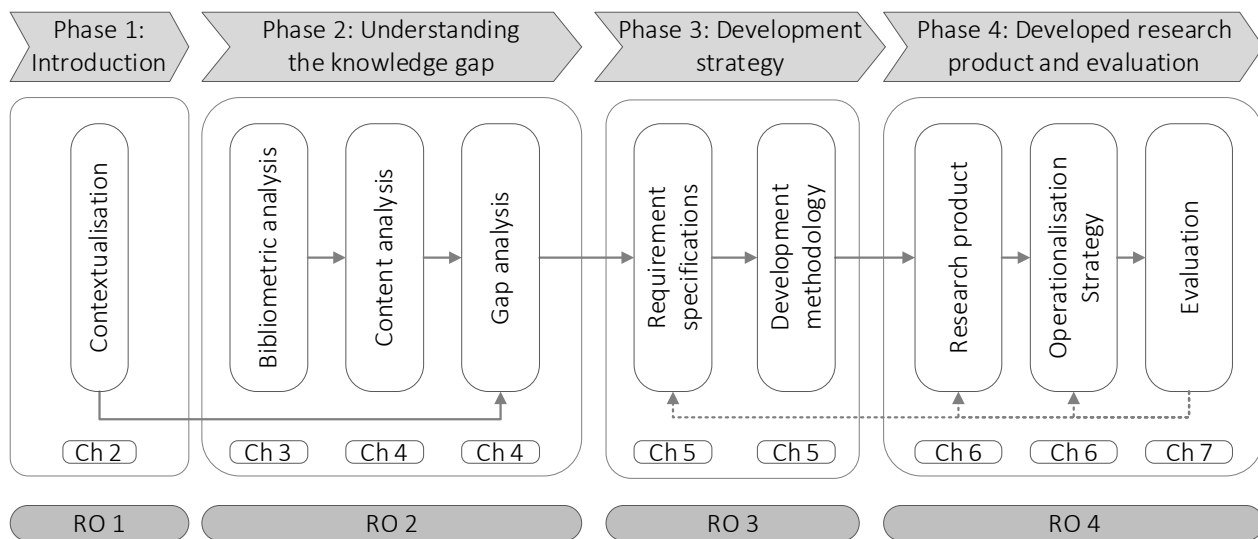 Phase 1:
Introduction
Phase 2: Understanding
the knowledge gap
Phase 3: Development
strategy
Phase 4: Developed research
product and evaluation
Contextualisation
Bibliometric analysis
Content analysis
Gap analysis
Requirement
specifications
Development
methodology
Research product
Operationalisation
Strategy
Evaluation
Ch 2
Ch 3
Ch 4
Ch 4
Ch 5
Ch 5
Ch 6
Ch 6
Ch 7
RO 1
RO 2
RO 3
RO 4